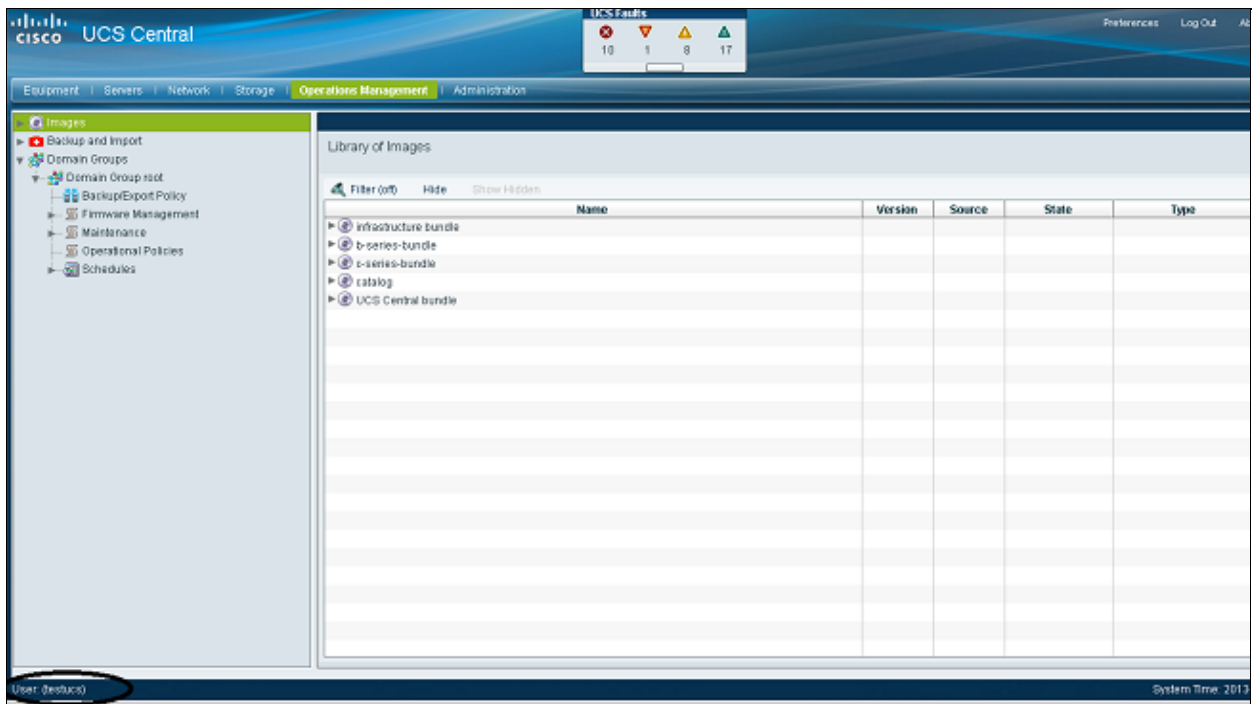 UCS Faults
CISCO UCS Central
10 1 8 17
Preferences Log Out Ab
Equipment | Servers | Network | Storage | Operations Management | Administration
Images
Backup and Import
Domain Groups
Domain Group root
Backup/Export Policy
Firmware Management
Maintenance
Operational Policies
Schedules
Library of Images
Filter (off) Hide Show Hidden
Name Version Source State Type
infrastructure bundle
b-series-bundle
c-series-bundle
catalog
UCS Central bundle
User: (testucs)
System Time: 2013-